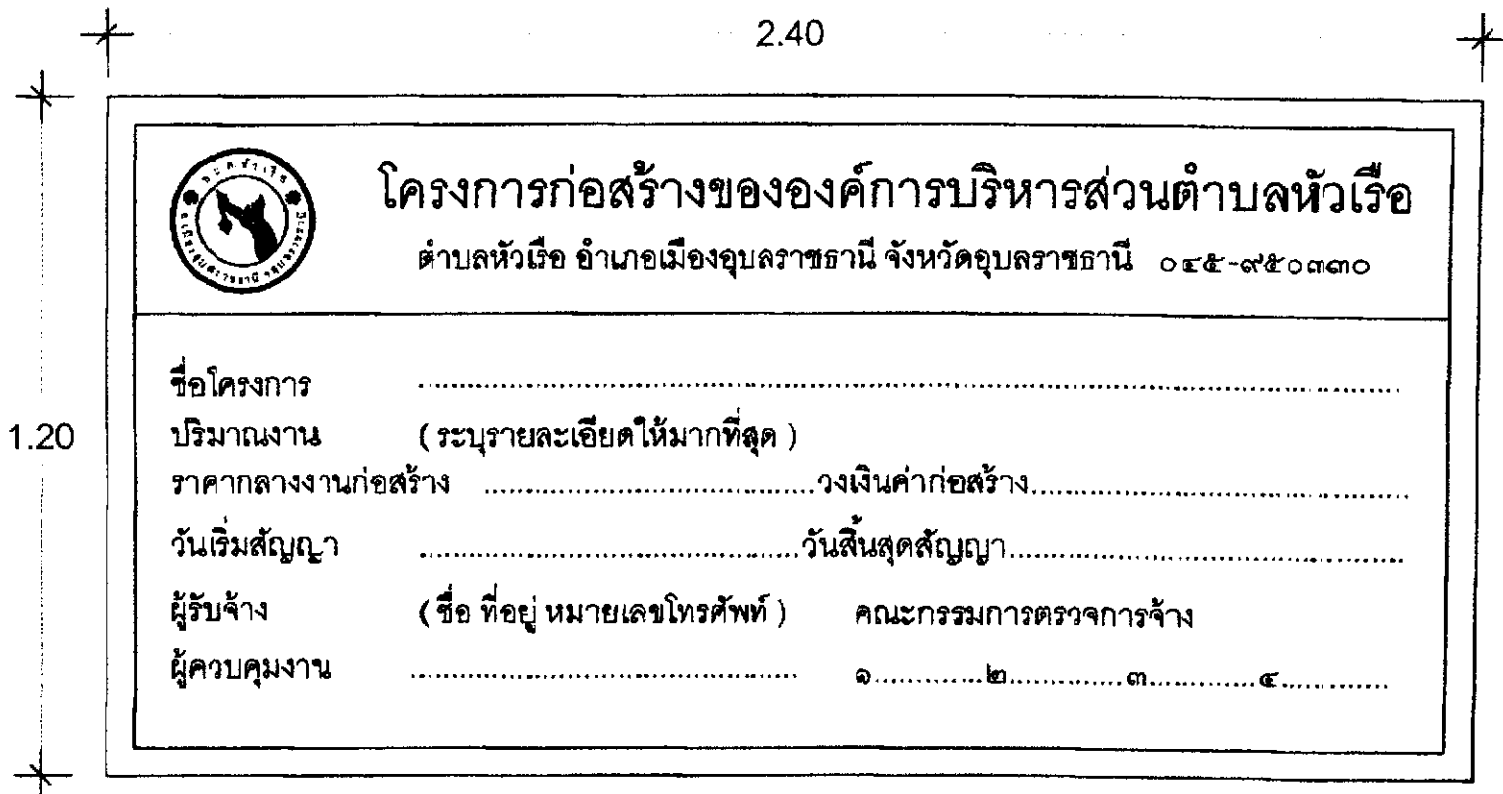 2.40
1.20
โครงการก่อสร้างขององค์การบริหารส่วนตำบลหัวเรือ
ตำบลหัวเรือ อำเภอเมืองอุบลราชธานี จังหวัดอุบลราชธานี ๐๔๕-๙๕๐๓๓๐
ชื่อโครงการ ........................................
ปริมาณงาน (ระบุรายละเอียดให้มากที่สุด)
ราคากลางงานก่อสร้าง ....................วงเงินค่าก่อสร้าง....................
วันเริ่มสัญญา ....................วันสิ้นสุดสัญญา....................
ผู้รับจ้าง (ชื่อ ที่อยู่ หมายเลขโทรศัพท์) คณะกรรมการตรวจการจ้าง
ผู้ควบคุมงาน .................... ๑..........๒..........๓..........๔..........